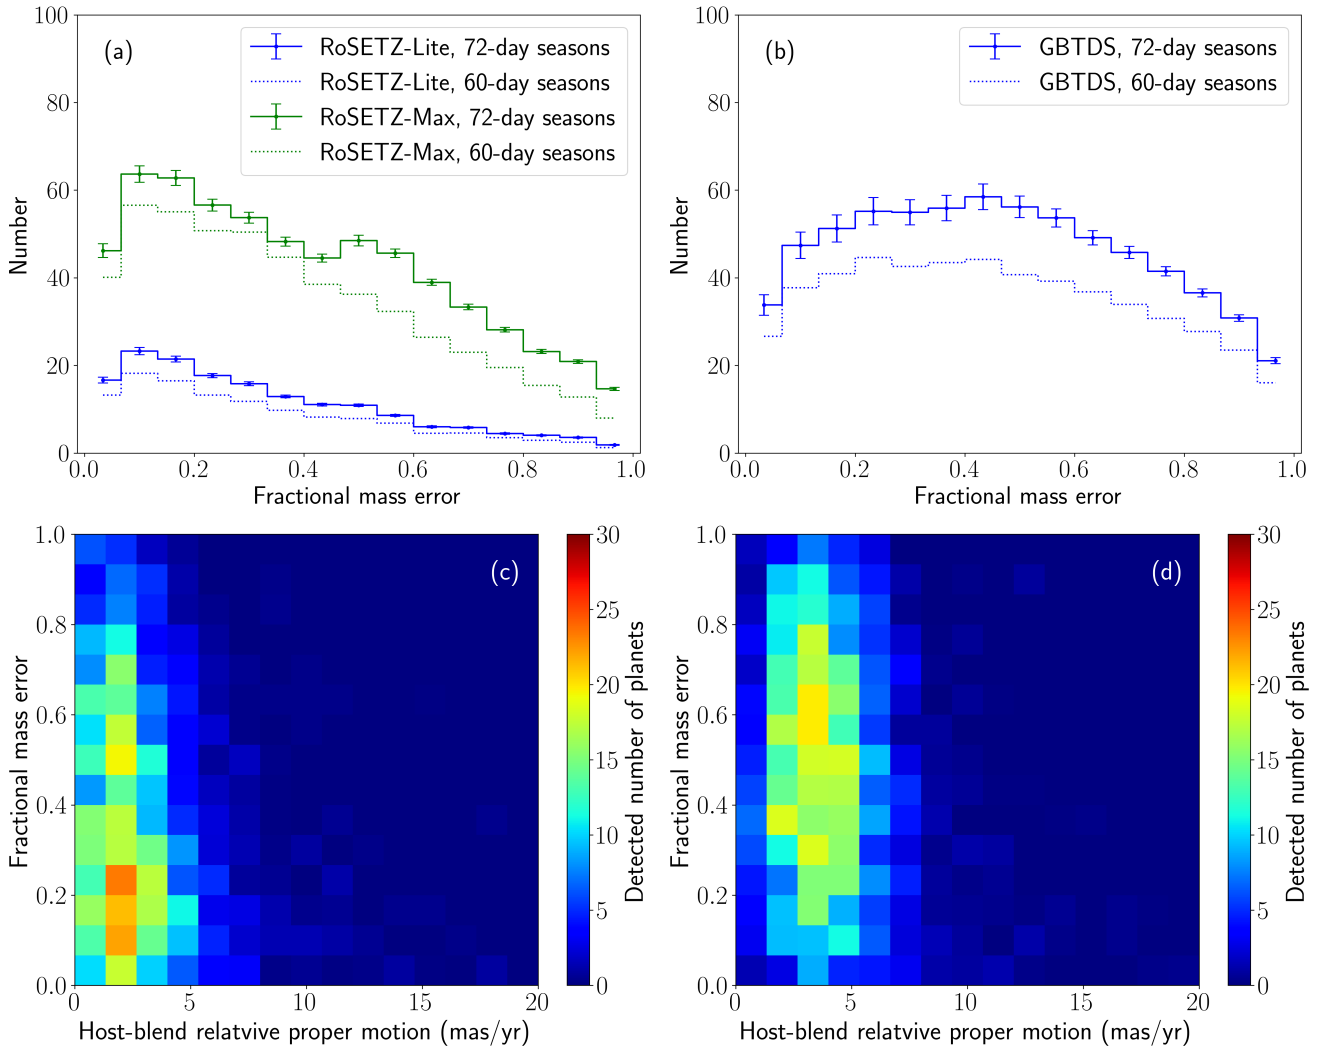 100
80
60
40
20
0
0.0 0.2 0.4 0.6 0.8 1.0
Number
Fractional mass error
(a)
RoSETZ-Lite, 72-day seasons
RoSETZ-Lite, 60-day seasons
RoSETZ-Max, 72-day seasons
RoSETZ-Max, 60-day seasons
100
80
60
40
20
0
0.0 0.2 0.4 0.6 0.8 1.0
Number
Fractional mass error
(b)
GBTDS, 72-day seasons
GBTDS, 60-day seasons
1.0
0.8
0.6
0.4
0.2
0.0
0 5 10 15 20
Fractional mass error
Host-blend relatvive proper motion (mas/yr)
(c)
30
25
20
15
10
5
0
Detected number of planets
1.0
0.8
0.6
0.4
0.2
0.0
0 5 10 15 20
Fractional mass error
Host-blend relatvive proper motion (mas/yr)
(d)
30
25
20
15
10
5
0
Detected number of planets